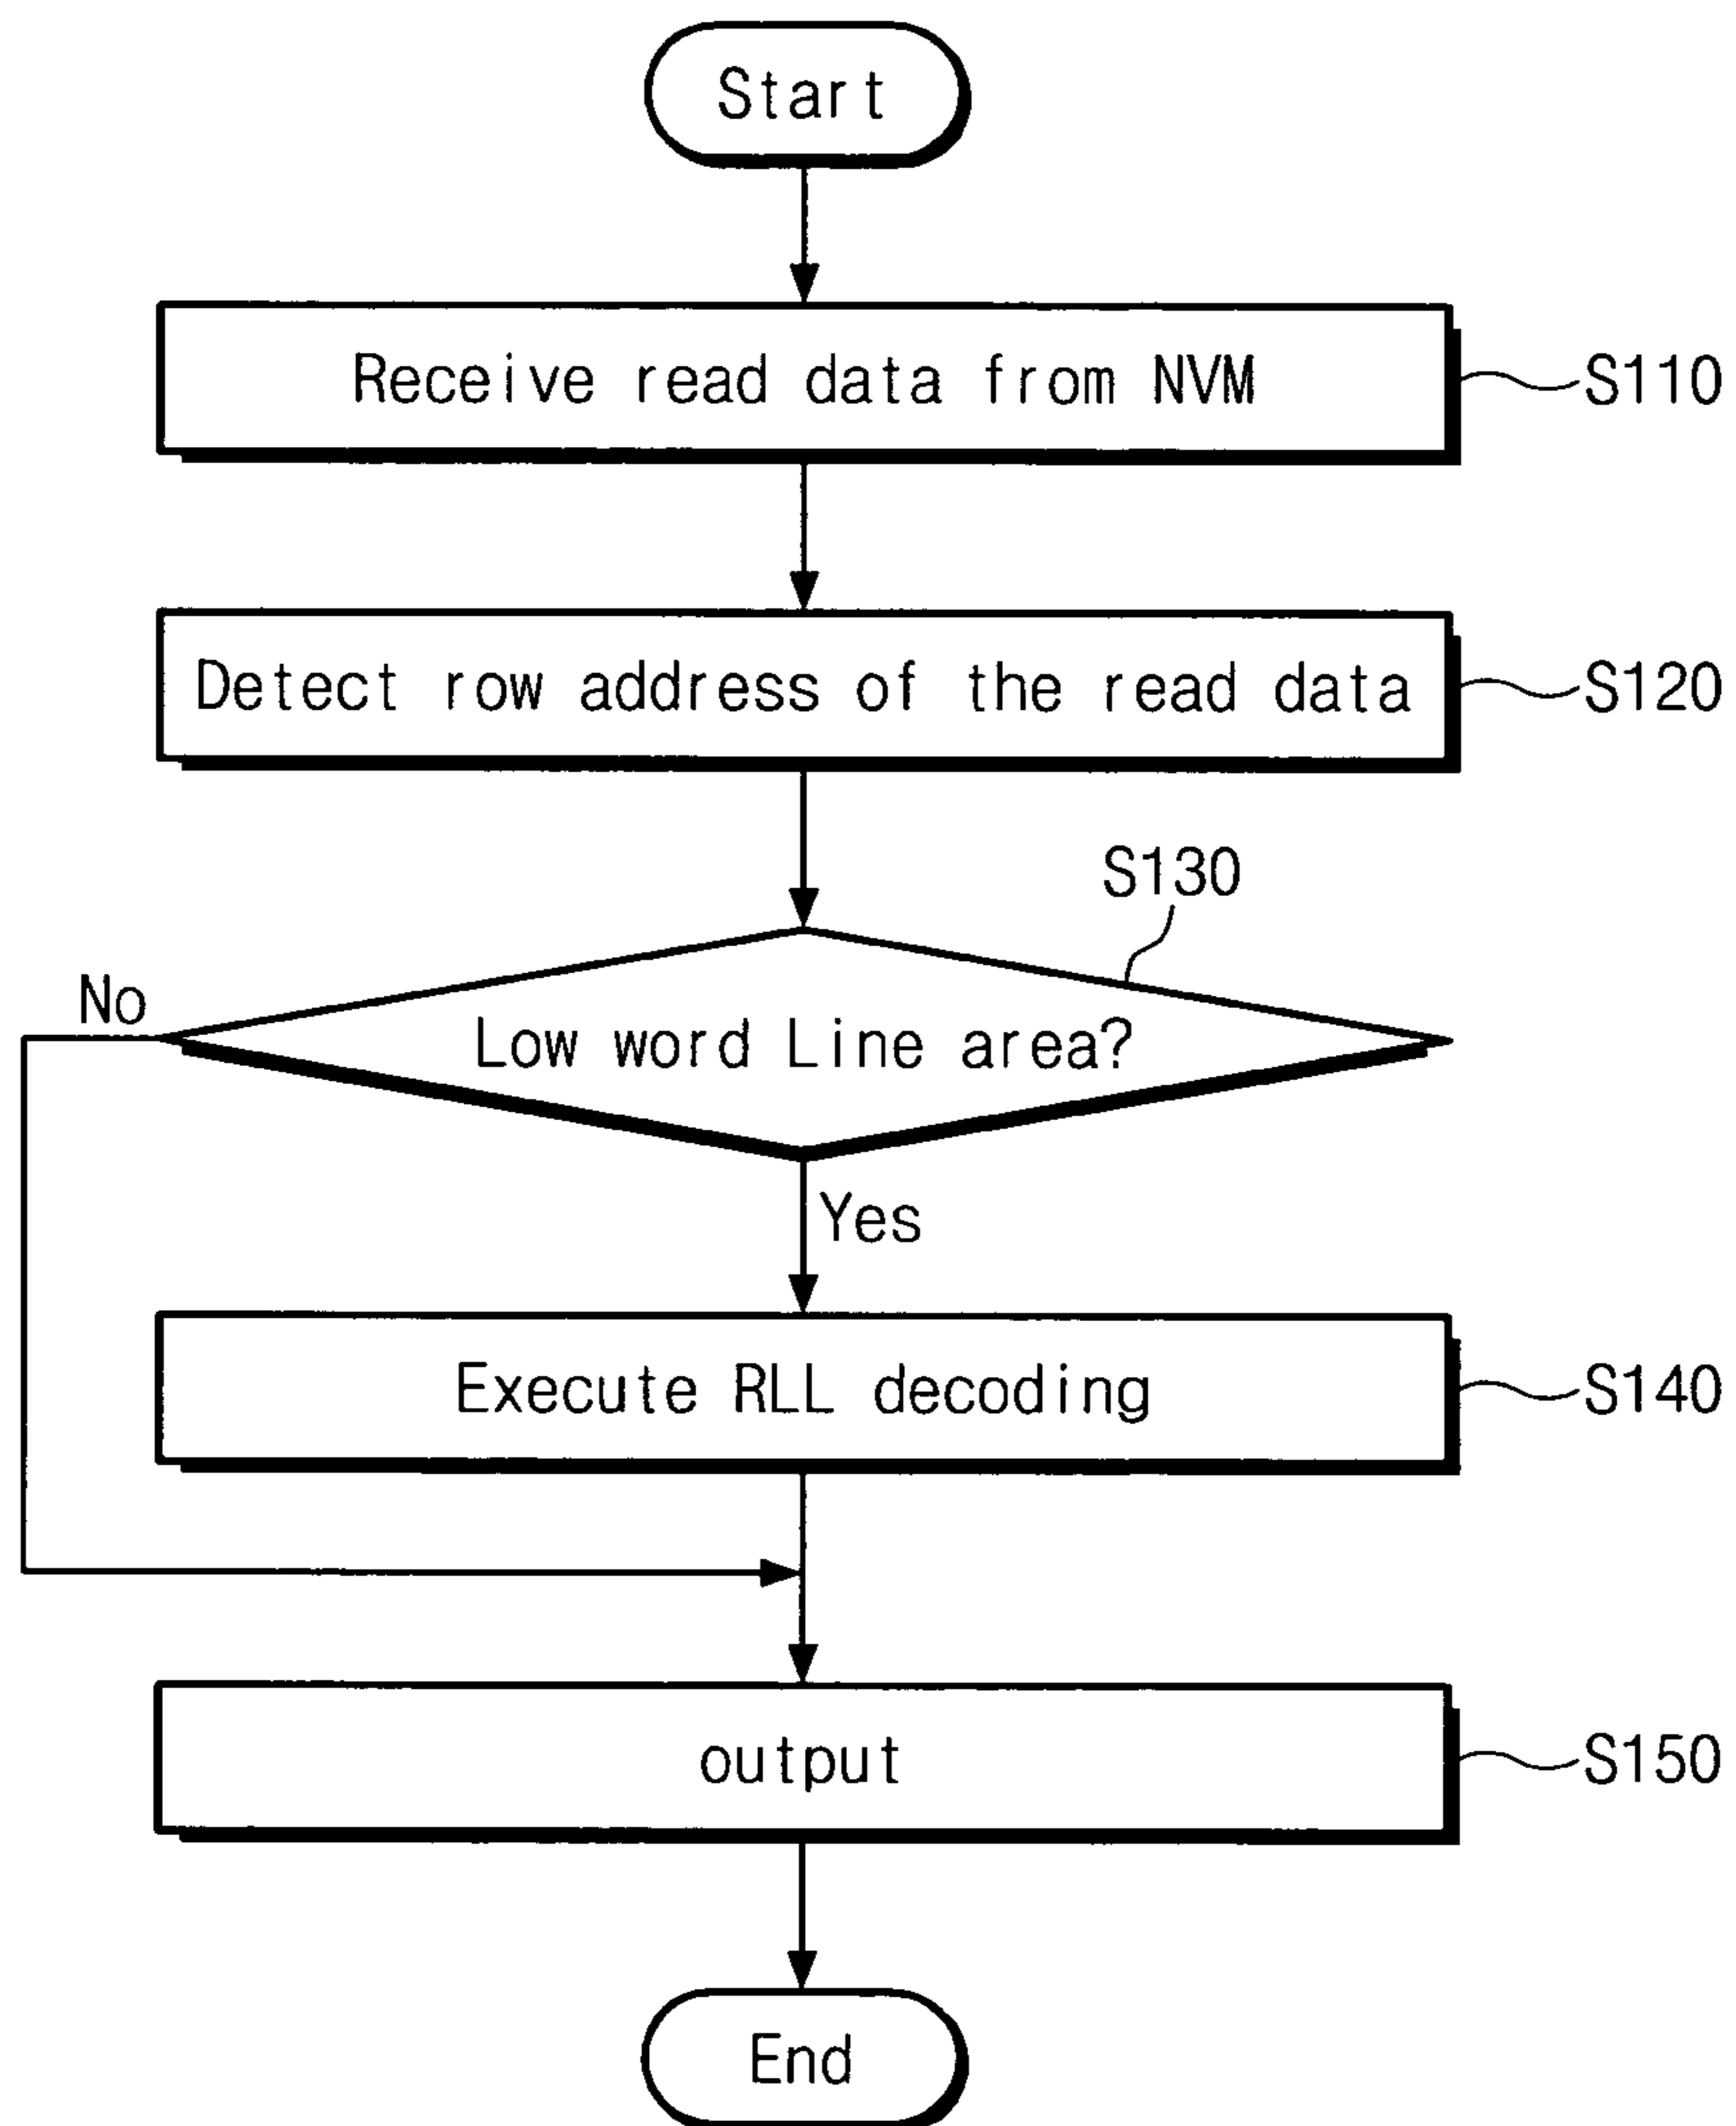 Start
Receive read data from NVM
S110
Detect row address of the read data
S120
S130
No
Low word Line area?
Yes
Execute RLL decoding
S140
output
S150
End